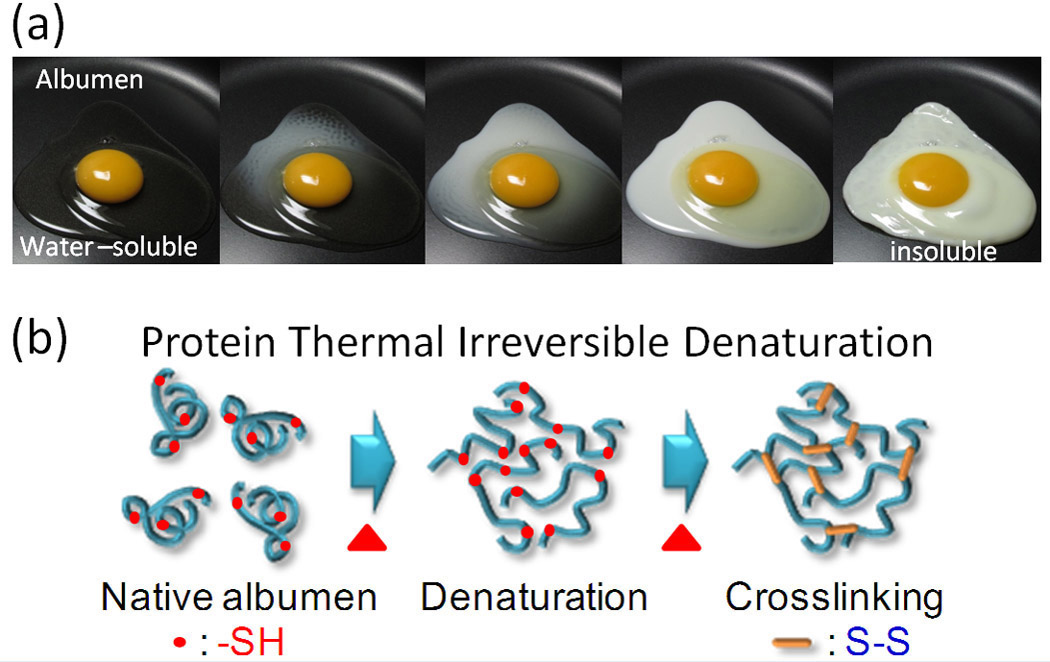 (a)
Albumen
Water–soluble
insoluble
(b)
Protein Thermal Irreversible Denaturation
Native albumen
Denaturation
Crosslinking
: -SH
: S-S